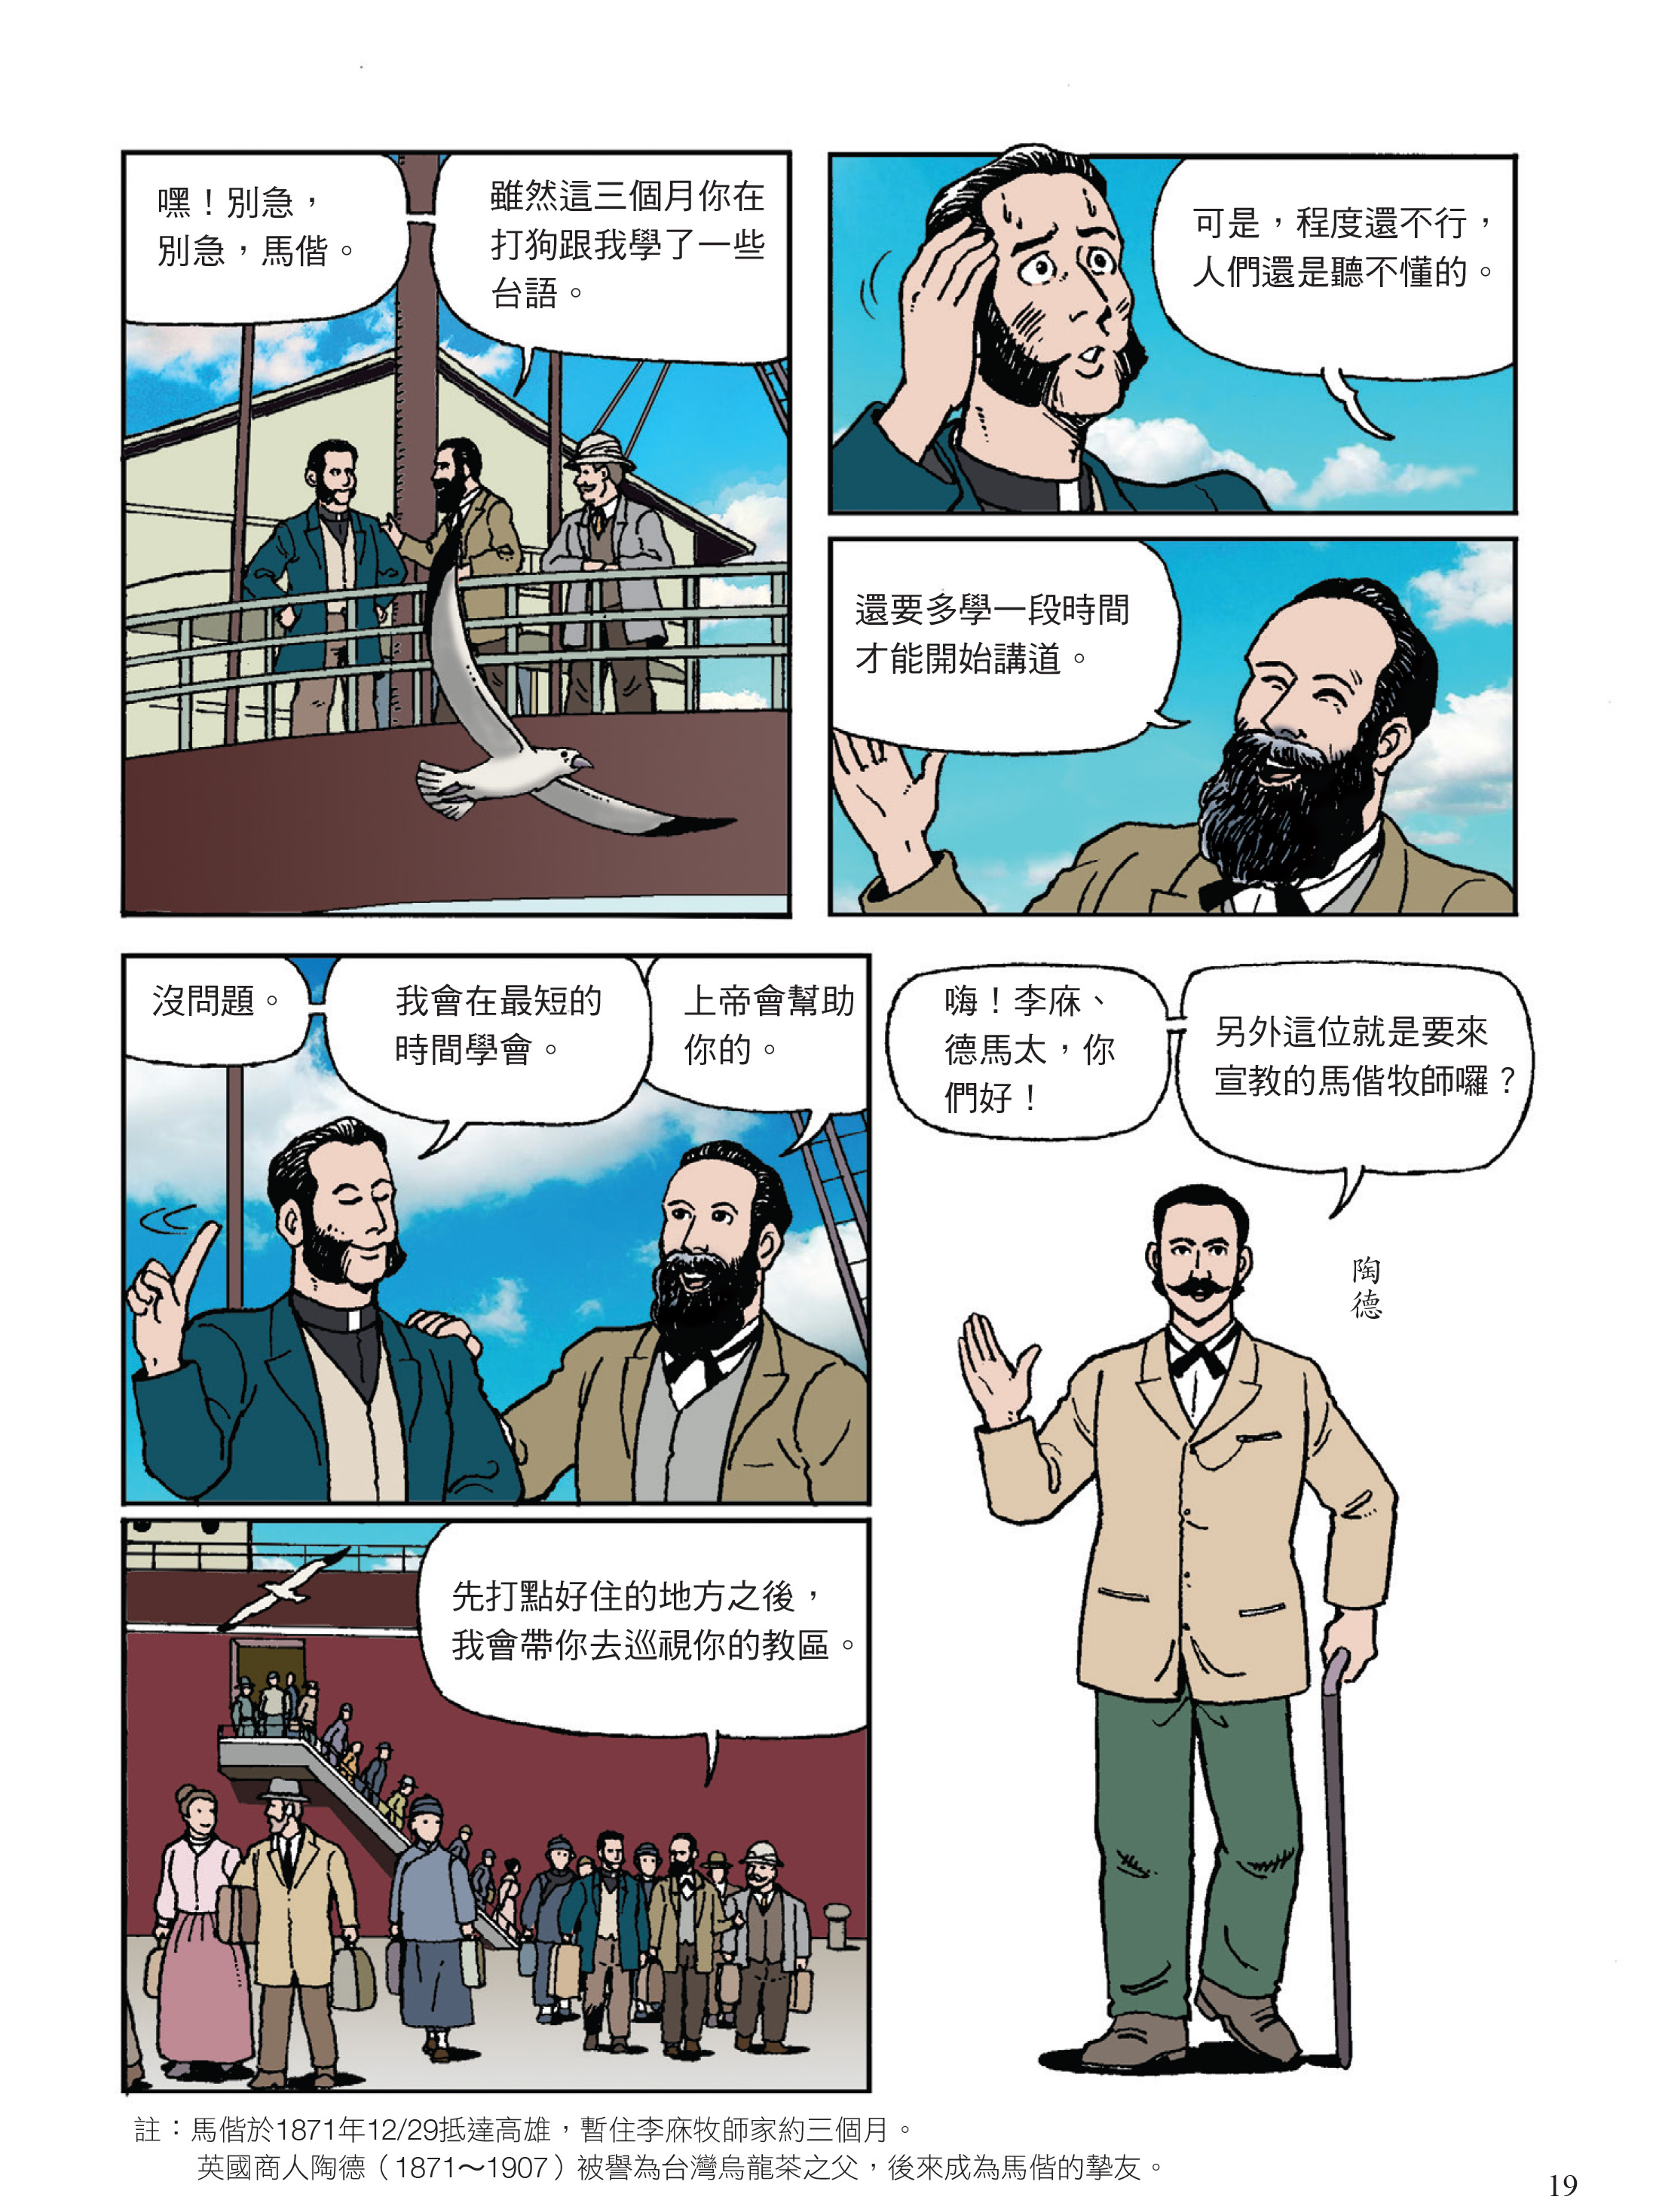 嘿！別急，
別急，馬偕。
雖然這三個月你在
打狗跟我學了一些
台語。
可是，程度還不行，
人們還是聽不懂的。
還要多學一段時間
才能開始講道。
沒問題。
我會在最短的
時間學會。
上帝會幫助
你的。
先打點好住的地方之後，
我會帶你去巡視你的教區。
嗨！李庥、
德馬太，你
們好！
另外這位就是要來
宣教的馬偕牧師囉？
陶德
註：馬偕於1871年12/29抵達高雄，暫住李庥牧師家約三個月。
英國商人陶德（1871～1907）被譽為台灣烏龍茶之父，後來成為馬偕的摯友。
19